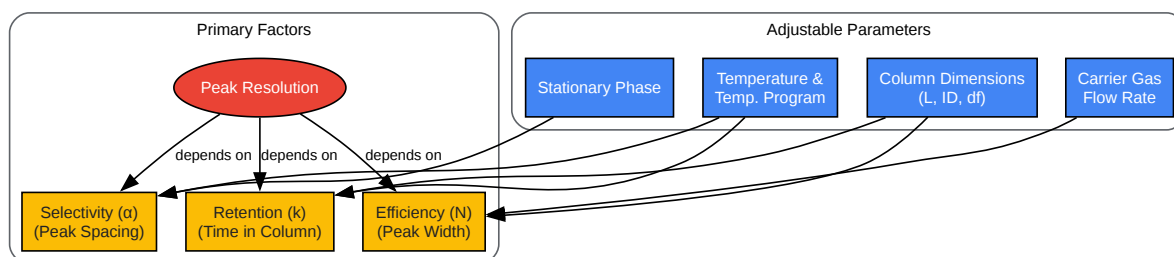 Primary Factors
Adjustable Parameters
Peak Resolution
Stationary Phase
Temperature &
Temp. Program
Column Dimensions
(L, ID, df)
Carrier Gas
Flow Rate
depends on
depends on
depends on
Selectivity (α)
(Peak Spacing)
Retention (k)
(Time in Column)
Efficiency (N)
(Peak Width)